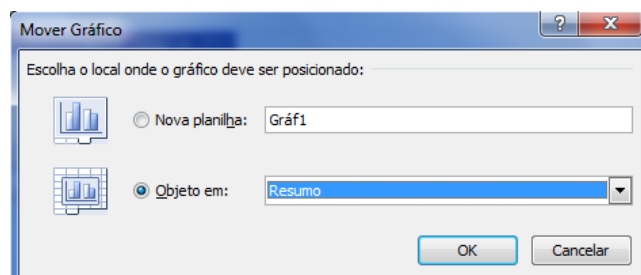 Mover Gráfico
Escolha o local onde o gráfico deve ser posicionado:
Nova planilha: Gráf1
Objeto em: Resumo
OK Cancelar